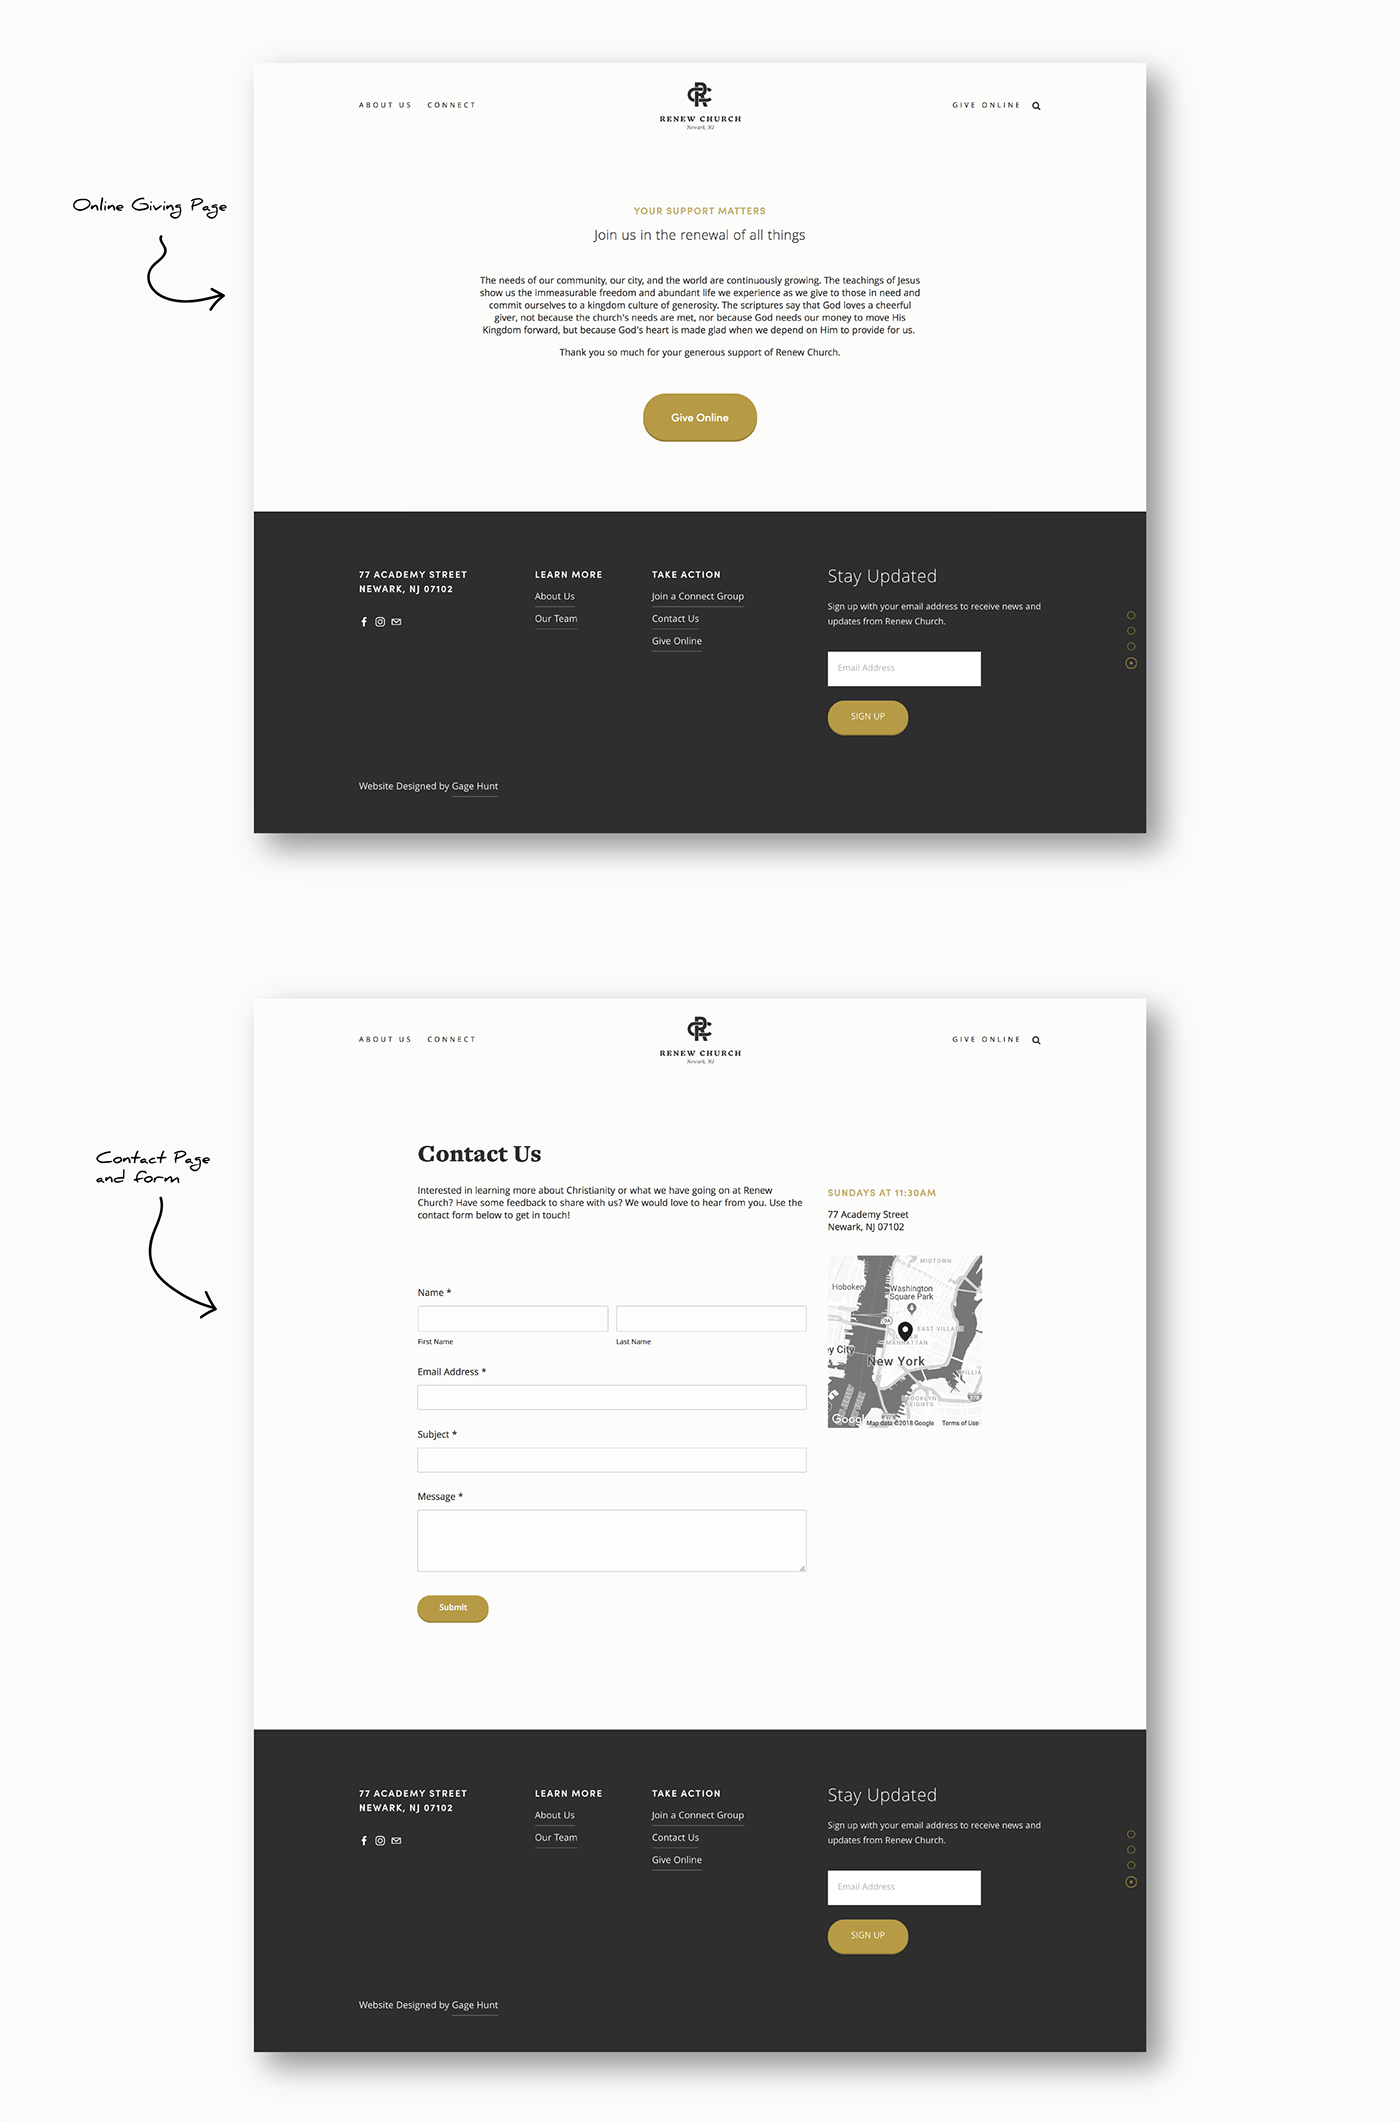 ABOUT US
CONNECT
RENEW CHURCH
Newark, NJ
GIVE ONLINE
Online Giving Page
YOUR SUPPORT MATTERS
Join us in the renewal of all things
The needs of our community, our city, and the world are continuously growing. The teachings of Jesus
show us the immeasurable freedom and abundant life we experience as we give to those in need and
commit ourselves to a kingdom culture of generosity. The scriptures say that God loves a cheerful
giver, not because the church's needs are met, nor because God needs our money to move His
Kingdom forward, but because God's heart is made glad when we depend on Him to provide for us.
Thank you so much for your generous support of Renew Church.
Give Online
77 ACADEMY STREET
NEWARK, NJ 07102
LEARN MORE
About Us
Our Team
TAKE ACTION
Join a Connect Group
Contact Us
Give Online
Stay Updated
Sign up with your email address to receive news and
updates from Renew Church.
Email Address
SIGN UP
Website Designed by Gage Hunt
ABOUT US
CONNECT
RENEW CHURCH
Newark, NJ
GIVE ONLINE
Contact Page
and form
Contact Us
Interested in learning more about Christianity or what we have going on at Renew
Church? Have some feedback to share with us? We would love to hear from you. Use the
contact form below to get in touch!
Name *
First Name
Last Name
Email Address *
Subject *
Message *
Submit
SUNDAYS AT 11:30AM
77 Academy Street
Newark, NJ 07102
MIDTOWN
Hoboken
Washington
Square Park
EAST VILLAGE
MANHATTAN
ey City
New York
278
HEIGHTS
Google
Map data ©2018 Google
Terms of Use
77 ACADEMY STREET
NEWARK, NJ 07102
LEARN MORE
About Us
Our Team
TAKE ACTION
Join a Connect Group
Contact Us
Give Online
Stay Updated
Sign up with your email address to receive news and
updates from Renew Church.
Email Address
SIGN UP
Website Designed by Gage Hunt